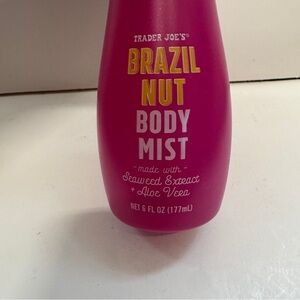 TRADER JOE'S®
BRAZIL
NUT
BODY
MIST
-made with-
Seaweed Extract
+ Aloe Vera
NET 6 FL OZ (177mL)